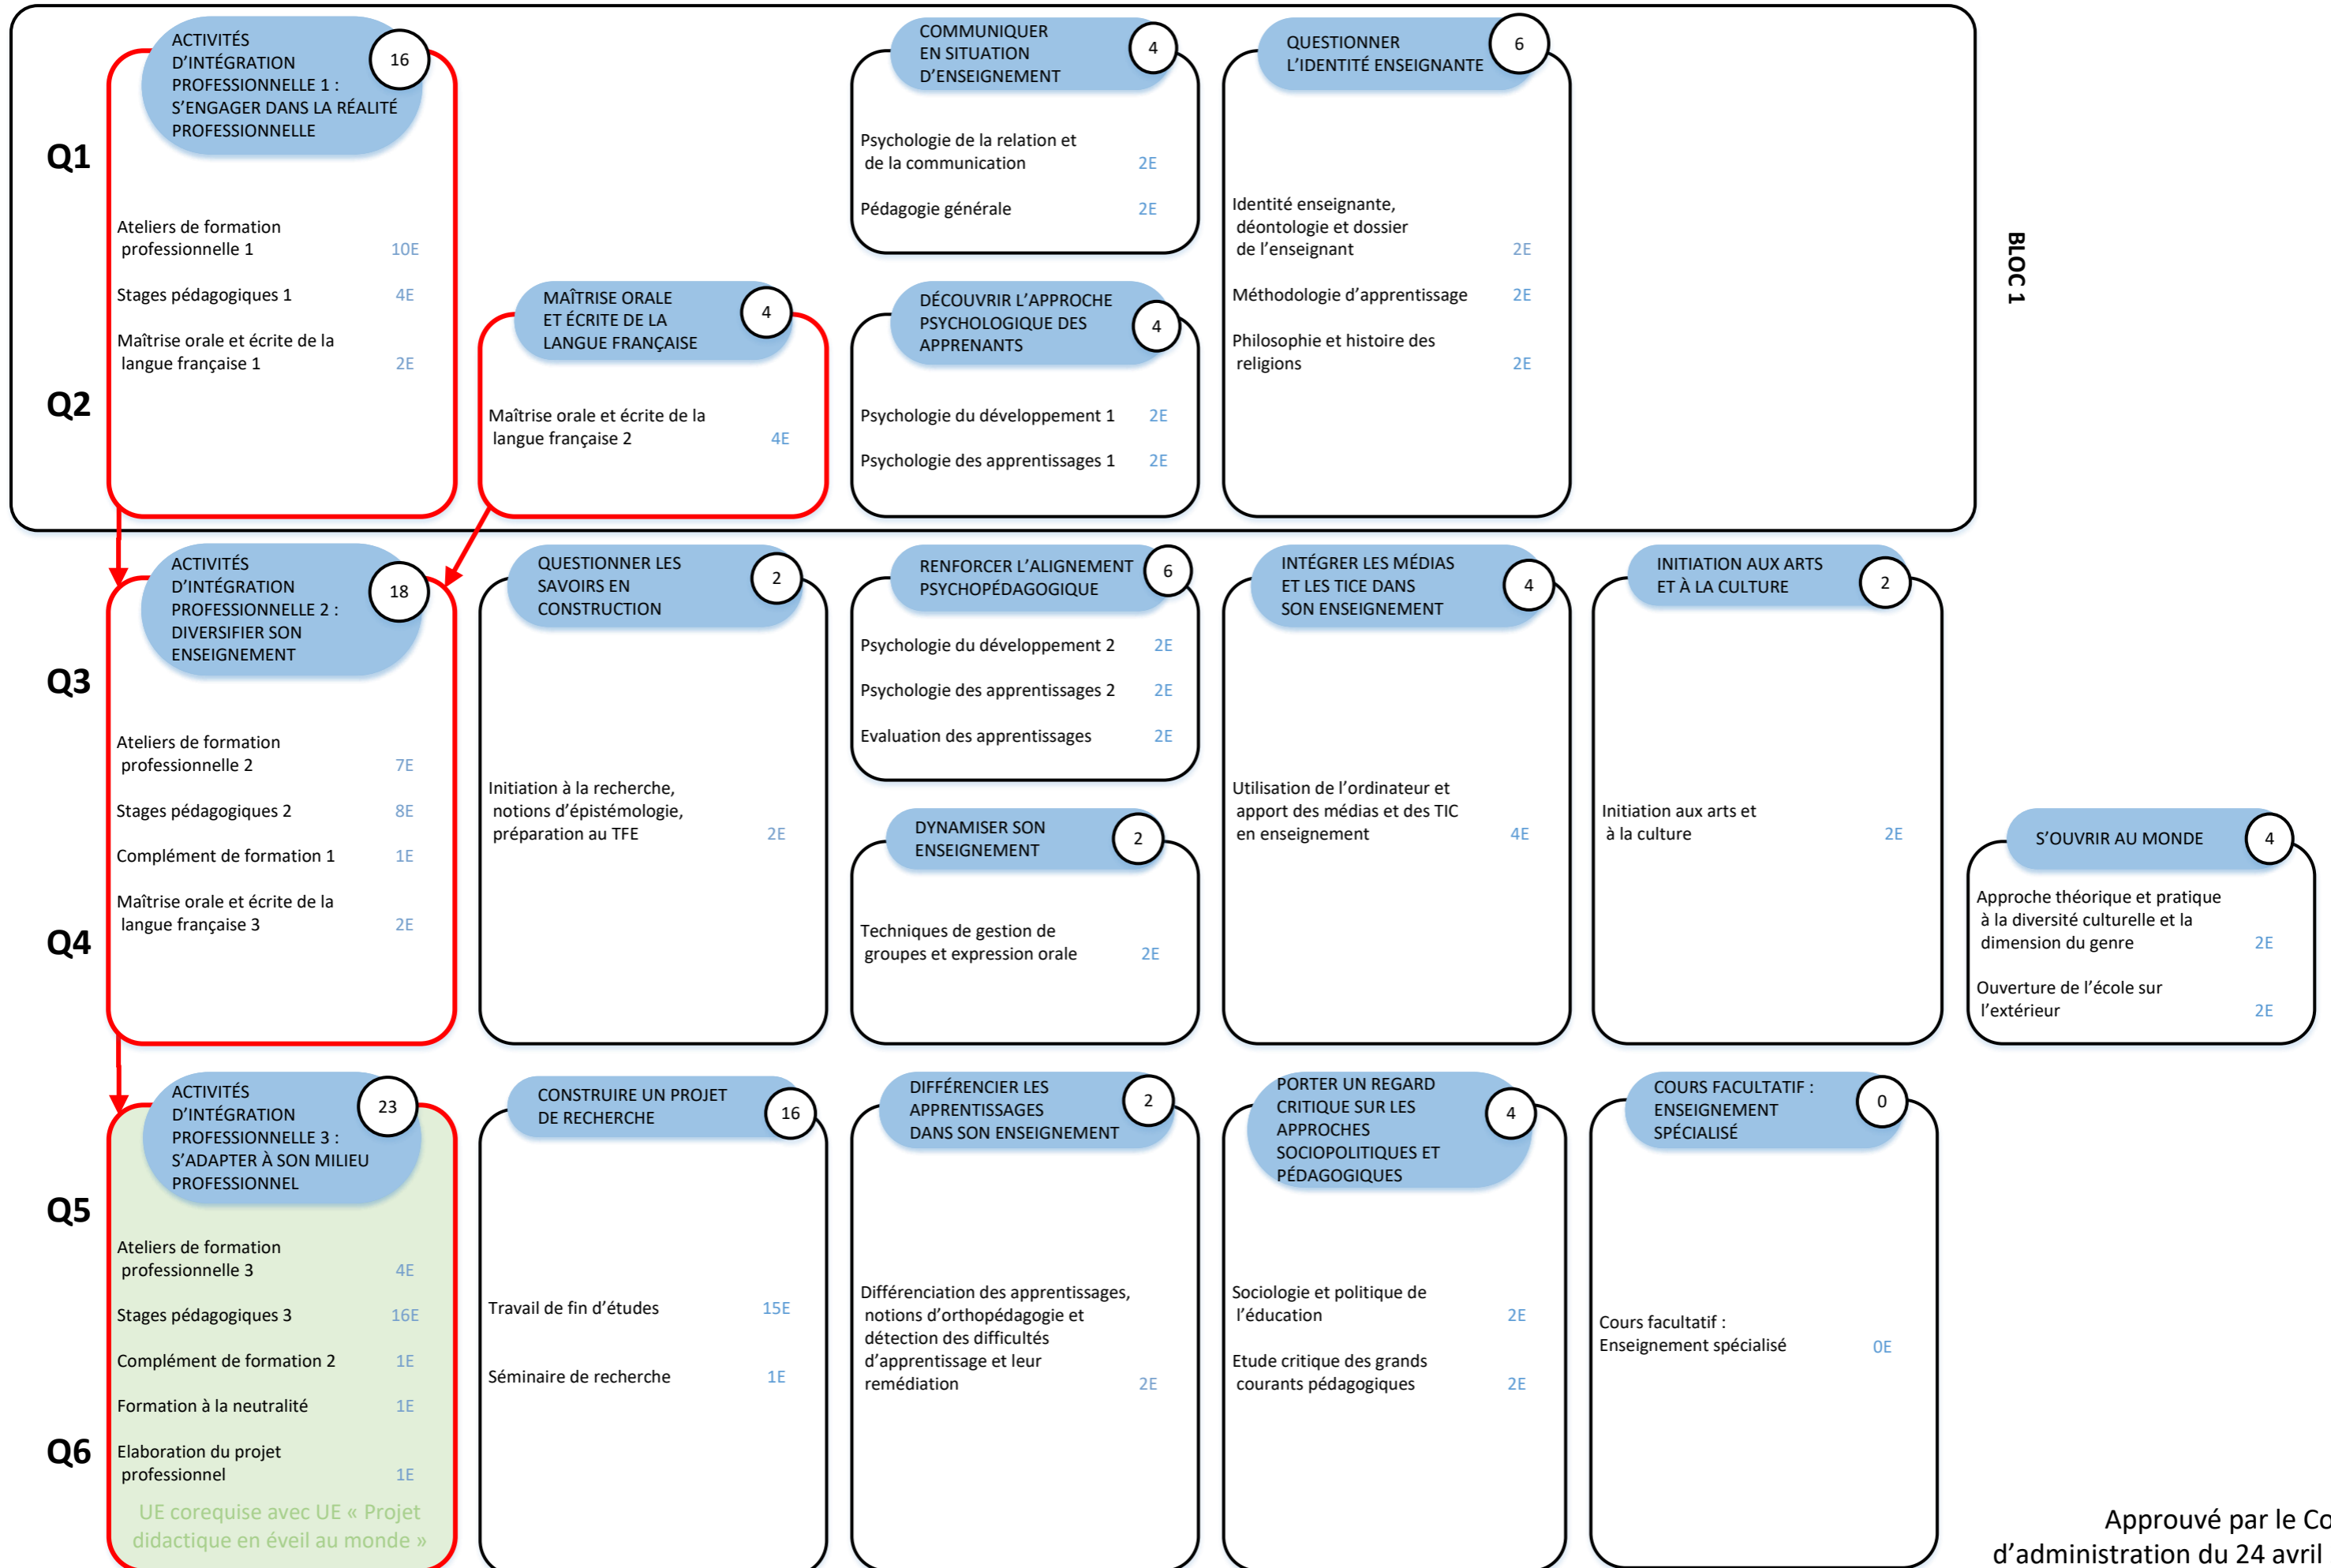 ACTIVITÉS
D'INTÉGRATION
PROFESSIONNELLE 1 :
S'ENGAGER DANS LA RÉALITÉ
PROFESSIONNELLE
16
Ateliers de formation
professionnelle 1 10E
Stages pédagogiques 1 4E
Maîtrise orale et écrite de la
langue française 1 2E
Q1
Q2
MAÎTRISE ORALE
ET ÉCRITE DE LA
LANGUE FRANÇAISE
4
Maîtrise orale et écrite de la
langue française 2 4E
COMMUNIQUER
EN SITUATION
D'ENSEIGNEMENT
4
Psychologie de la relation et
de la communication 2E
Pédagogie générale 2E
DÉCOUVRIR L'APPROCHE
PSYCHOLOGIQUE DES
APPRENANTS
4
Psychologie du développement 1 2E
Psychologie des apprentissages 1 2E
QUESTIONNER
L'IDENTITÉ ENSEIGNANTE
6
Identité enseignante,
déontologie et dossier
de l'enseignant 2E
Méthodologie d'apprentissage 2E
Philosophie et histoire des
religions 2E
BLOC 1
ACTIVITÉS
D'INTÉGRATION
PROFESSIONNELLE 2 :
DIVERSIFIER SON
ENSEIGNEMENT
18
Q3
Q4
Ateliers de formation
professionnelle 2 7E
Stages pédagogiques 2 8E
Complément de formation 1 1E
Maîtrise orale et écrite de la
langue française 3 2E
QUESTIONNER LES
SAVOIRS EN
CONSTRUCTION
2
Initiation à la recherche,
notions d'épistémologie,
préparation au TFE 2E
RENFORCER L'ALIGNEMENT
PSYCHOPÉDAGOGIQUE
6
Psychologie du développement 2 2E
Psychologie des apprentissages 2 2E
Evaluation des apprentissages 2E
DYNAMISER SON
ENSEIGNEMENT
2
Techniques de gestion de
groupes et expression orale 2E
INTÉGRER LES MÉDIAS
ET LES TICE DANS
SON ENSEIGNEMENT
4
Utilisation de l'ordinateur et
apport des médias et des TIC
en enseignement 4E
INITIATION AUX ARTS
ET À LA CULTURE
2
Initiation aux arts et
à la culture 2E
S'OUVRIR AU MONDE
4
Approche théorique et pratique
à la diversité culturelle et la
dimension du genre 2E
Ouverture de l'école sur
l'extérieur 2E
ACTIVITÉS
D'INTÉGRATION
PROFESSIONNELLE 3 :
S'ADAPTER À SON MILIEU
PROFESSIONNEL
23
Q5
Q6
Ateliers de formation
professionnelle 3 4E
Stages pédagogiques 3 16E
Complément de formation 2 1E
Formation à la neutralité 1E
Elaboration du projet
professionnel 1E
UE corequise avec UE « Projet
didactique en éveil au monde »
CONSTRUIRE UN PROJET
DE RECHERCHE
16
Travail de fin d'études 15E
Séminaire de recherche 1E
DIFFÉRENCIER LES
APPRENTISSAGES
DANS SON ENSEIGNEMENT
2
Différenciation des apprentissages,
notions d'orthopédagogie et
détection des difficultés
d'apprentissage et leur
remédiation 2E
PORTER UN REGARD
CRITIQUE SUR LES
APPROCHES
SOCIOPOLITIQUES ET
PÉDAGOGIQUES
4
Sociologie et politique de
l'éducation 2E
Etude critique des grands
courants pédagogiques 2E
COURS FACULTATIF :
ENSEIGNEMENT
SPÉCIALISÉ
0
Cours facultatif :
Enseignement spécialisé 0E
Approuvé par le Co
d'administration du 24 avril